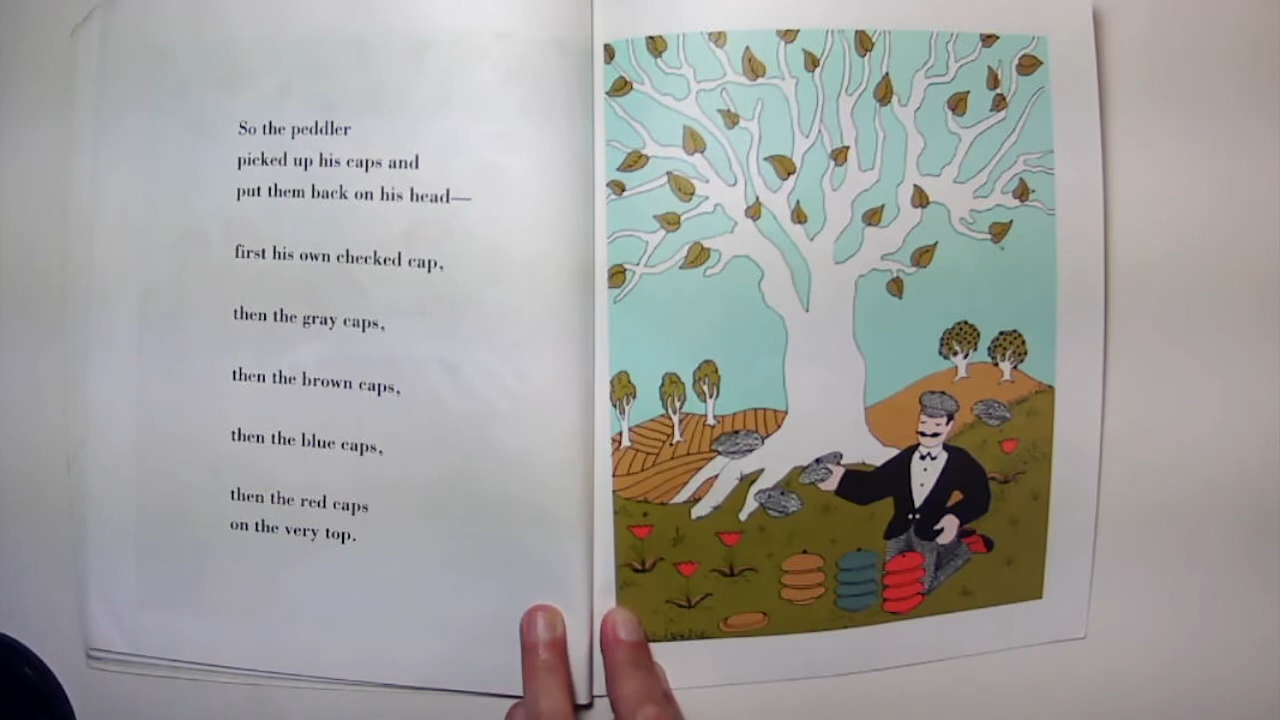 So the peddler
picked up his caps and
put them back on his head—
first his own checked cap,
then the gray caps,
then the brown caps,
then the blue caps,
then the red caps
on the very top.